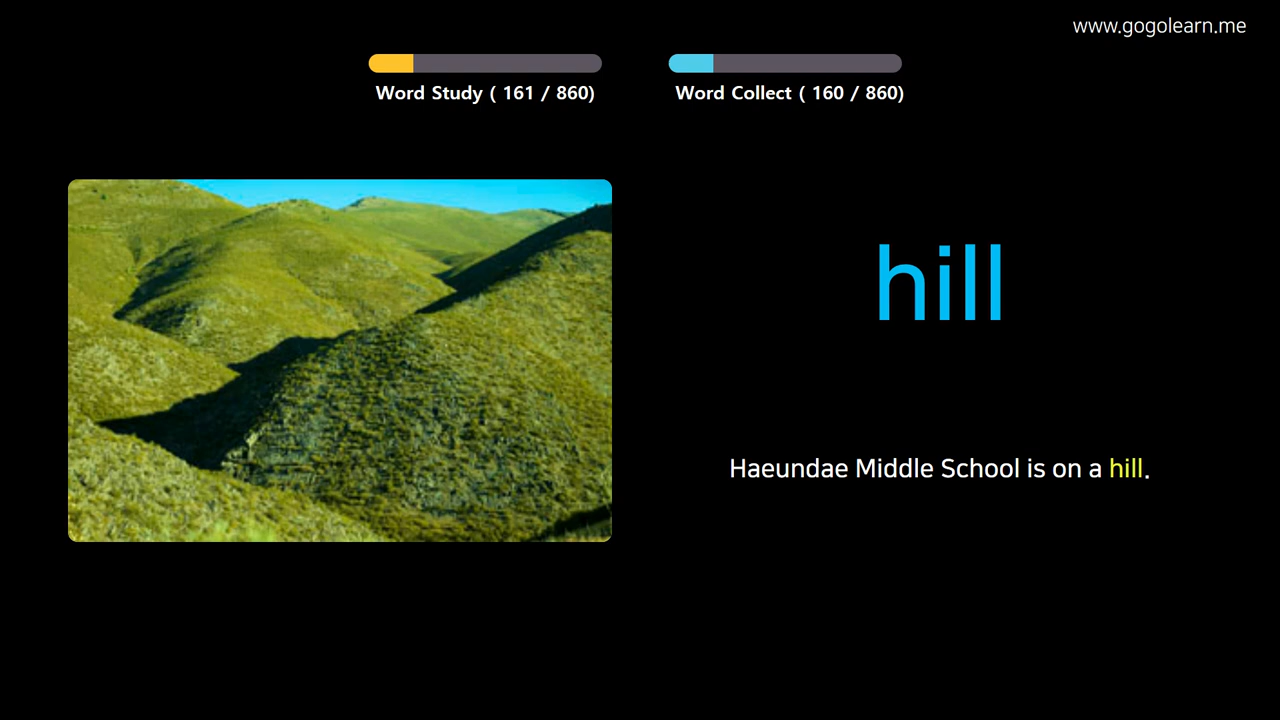 www.gogolearn.me
Word Study ( 161 / 860)
Word Collect ( 160 / 860)
hill
Haeundae Middle School is on a hill.